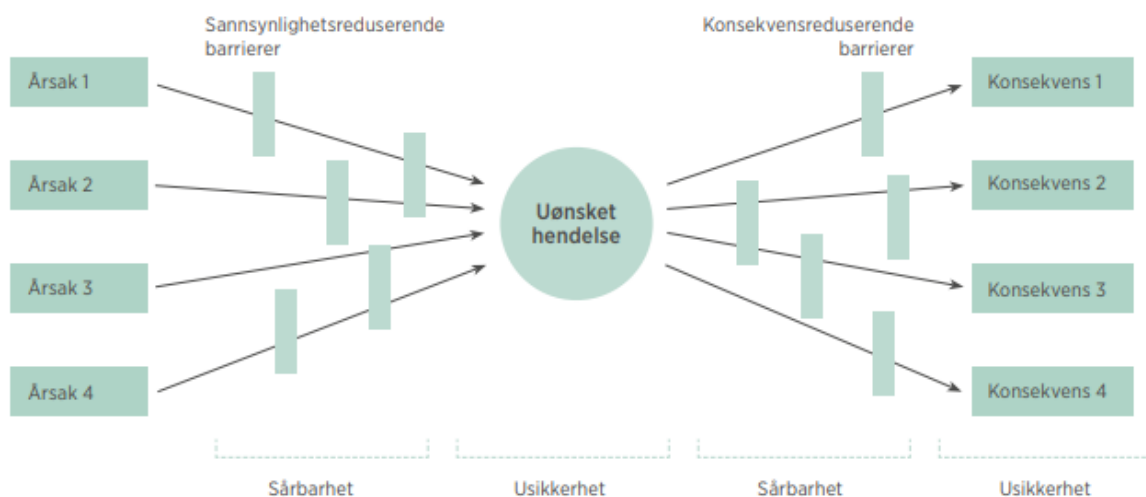 Sannsynlighetsreduserende
barrierer
Konsekvensreduserende
barrierer
Årsak 1
Årsak 2
Årsak 3
Årsak 4
Uønsket
hendelse
Konsekvens 1
Konsekvens 2
Konsekvens 3
Konsekvens 4
Sårbarhet
Usikkerhet
Sårbarhet
Usikkerhet